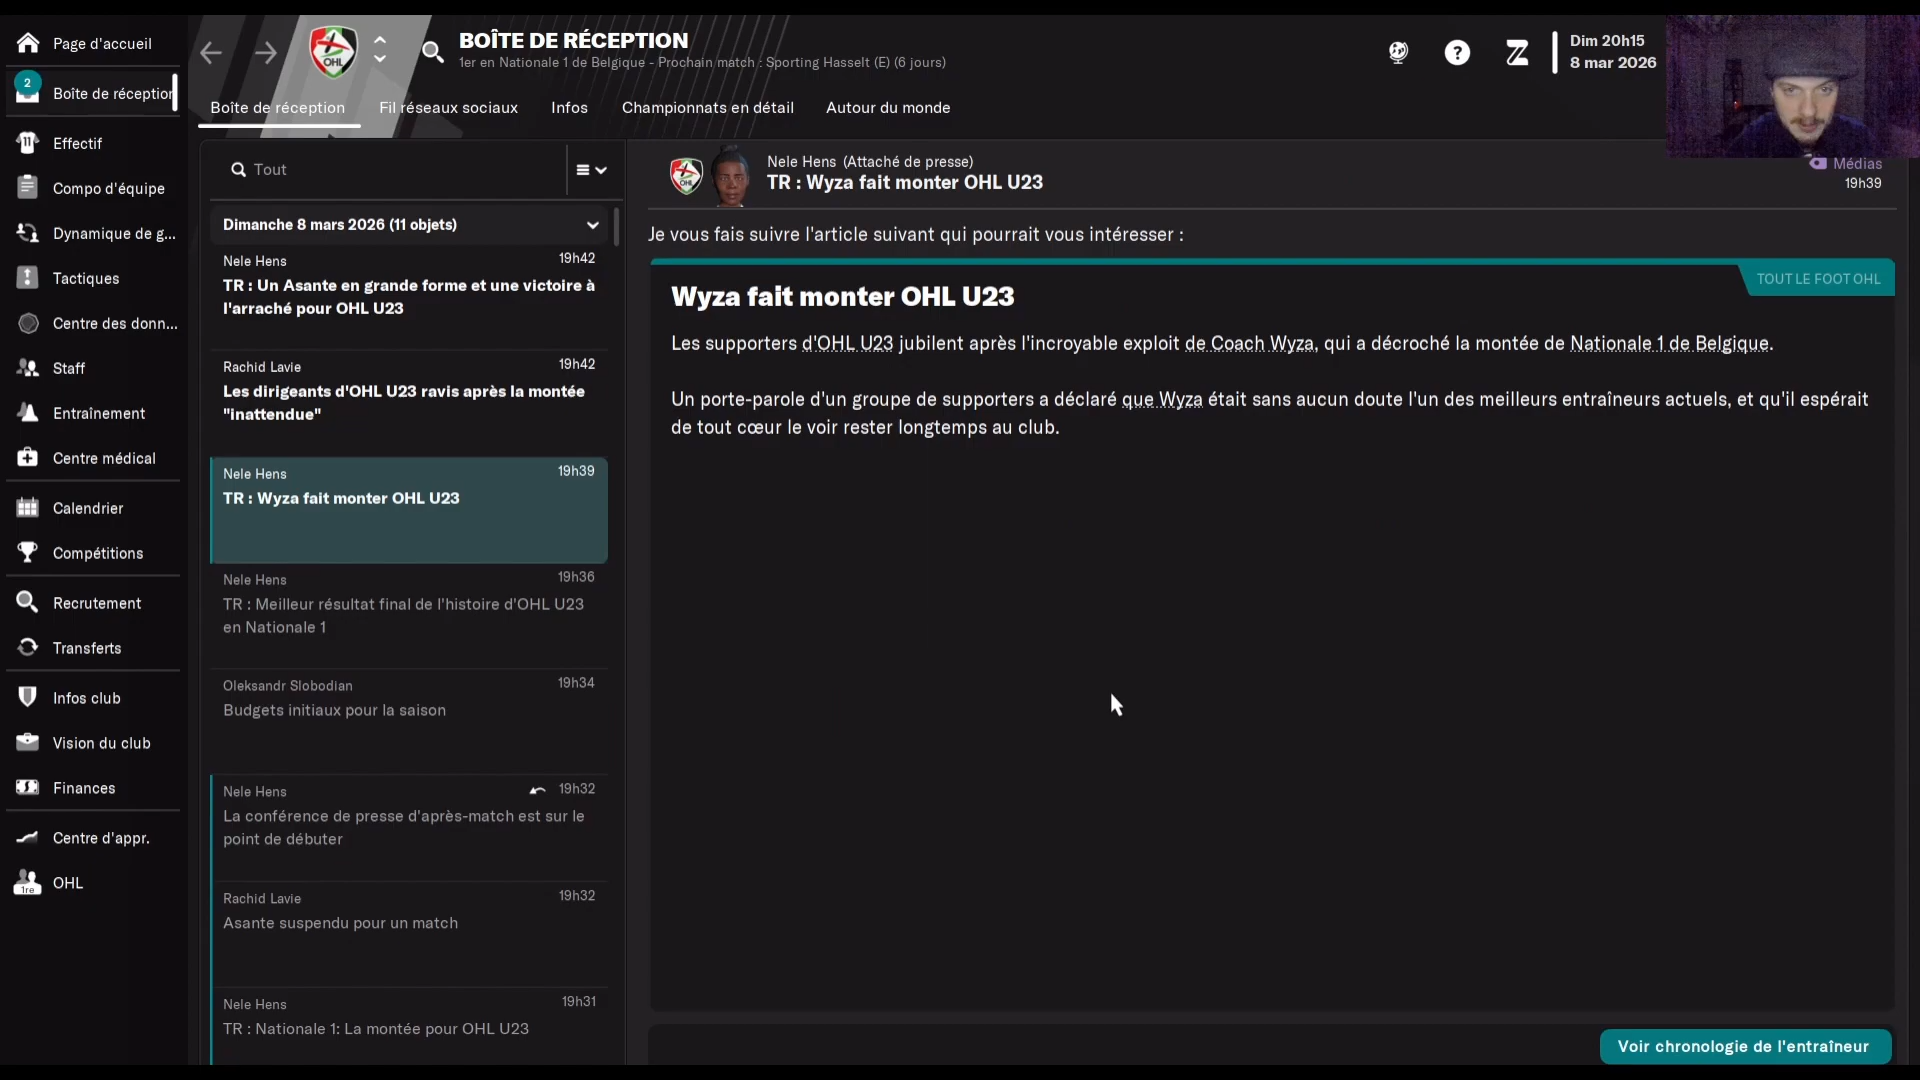 Page d'accueil
2
Boîte de réception
Effectif
Compo d'équipe
Dynamique de g...
Tactiques
Centre des donn...
Staff
Entraînement
Centre médical
Calendrier
Compétitions
Recrutement
Transferts
Infos club
Vision du club
Finances
Centre d'appr.
1re
OHL
OHL
BOÎTE DE RÉCEPTION
1er en Nationale 1 de Belgique - Prochain match : Sporting Hasselt (E) (6 jours)
Dim 20h15
8 mar 2026
Boîte de réception
Fil réseaux sociaux
Infos
Championnats en détail
Autour du monde
Tout
Dimanche 8 mars 2026 (11 objets)
Nele Hens
19h42
TR : Un Asante en grande forme et une victoire à
l'arraché pour OHL U23
Rachid Lavie
19h42
Les dirigeants d'OHL U23 ravis après la montée
"inattendue"
Nele Hens
19h39
TR : Wyza fait monter OHL U23
Nele Hens
19h36
TR : Meilleur résultat final de l'histoire d'OHL U23
en Nationale 1
Oleksandr Slobodian
19h34
Budgets initiaux pour la saison
Nele Hens
19h32
La conférence de presse d'après-match est sur le
point de débuter
Rachid Lavie
19h32
Asante suspendu pour un match
Nele Hens
19h31
TR : Nationale 1: La montée pour OHL U23
OHL
Nele Hens (Attaché de presse)
TR : Wyza fait monter OHL U23
Médias
19h39
Je vous fais suivre l'article suivant qui pourrait vous intéresser :
TOUT LE FOOT OHL
Wyza fait monter OHL U23
Les supporters d'OHL U23 jubilent après l'incroyable exploit de Coach Wyza, qui a décroché la montée de Nationale 1 de Belgique.
Un porte-parole d'un groupe de supporters a déclaré que Wyza était sans aucun doute l'un des meilleurs entraîneurs actuels, et qu'il espérait
de tout cœur le voir rester longtemps au club.
Voir chronologie de l'entraîneur